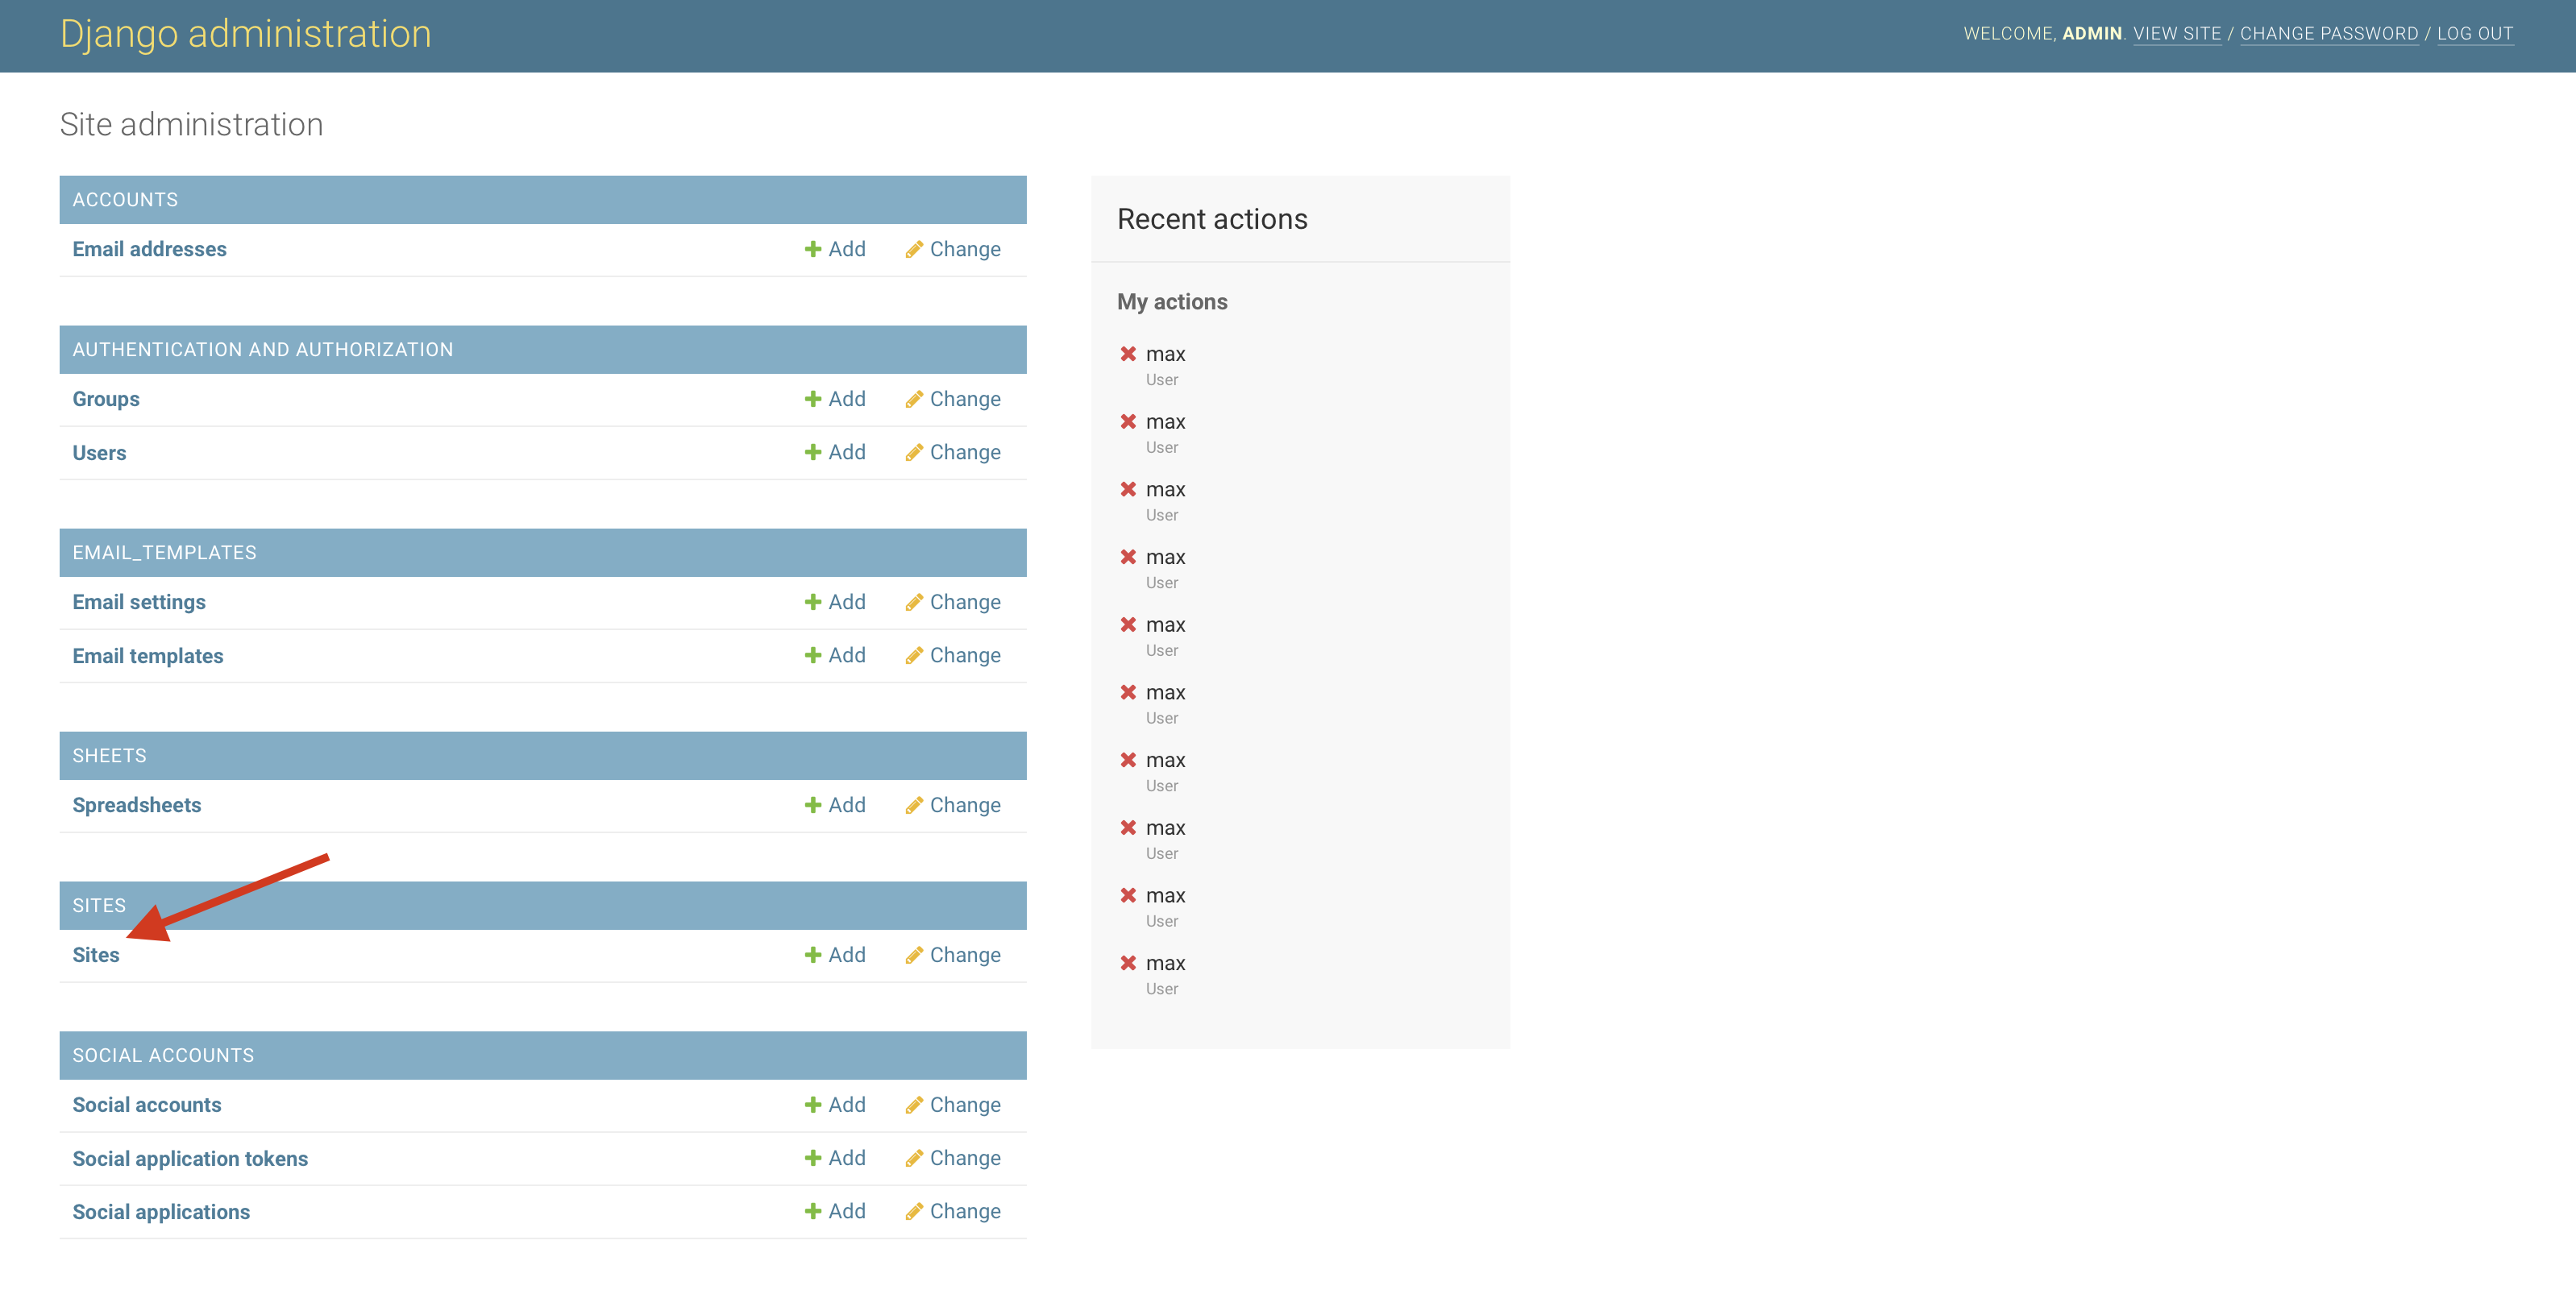 Django administration
WELCOME, ADMIN. VIEW SITE / CHANGE PASSWORD / LOG OUT
Site administration
ACCOUNTS
Email addresses Add Change
AUTHENTICATION AND AUTHORIZATION
Groups Add Change
Users Add Change
EMAIL_TEMPLATES
Email settings Add Change
Email templates Add Change
SHEETS
Spreadsheets Add Change
SITES
Sites Add Change
SOCIAL ACCOUNTS
Social accounts Add Change
Social application tokens Add Change
Social applications Add Change
Recent actions
My actions
max
User
max
User
max
User
max
User
max
User
max
User
max
User
max
User
max
User
max
User